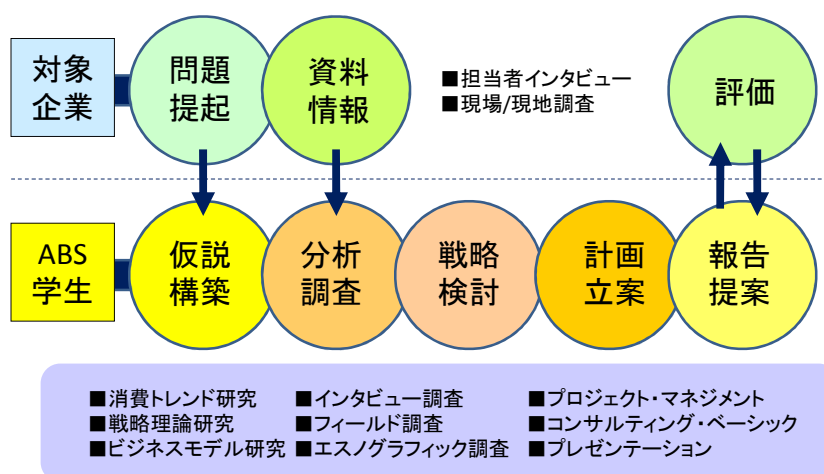 対象
企業
問題
提起
資料
情報
■担当者インタビュー
■現場/現地調査
評価
ABS
学生
仮説
構築
分析
調査
戦略
検討
計画
立案
報告
提案
■消費トレンド研究
■戦略理論研究
■ビジネスモデル研究
■インタビュー調査
■フィールド調査
■エスノグラフィック調査
■プロジェクト・マネジメント
■コンサルティング・ベーシック
■プレゼンテーション